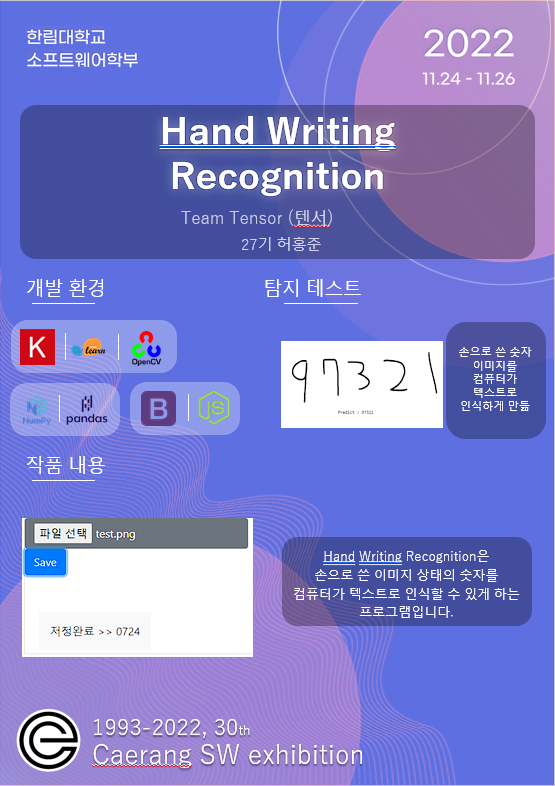 한림대학교
소프트웨어학부
2022
11.24 - 11.26
Hand Writing
Recognition
Team Tensor (텐서)
27기 허홍준
개발 환경
K
learn
OpenCV
NumPy
pandas
B
JS
탐지 테스트
97321
Predict : 97321
손으로 쓴 숫자
이미지를
컴퓨터가
텍스트로
인식하게 만듦
작품 내용
파일 선택 test.png
Save
저정완료 >> 0724
Hand Writing Recognition은
손으로 쓴 이미지 상태의 숫자를
컴퓨터가 텍스트로 인식할 수 있게 하는
프로그램입니다.
1993-2022, 30th
Caerang SW exhibition